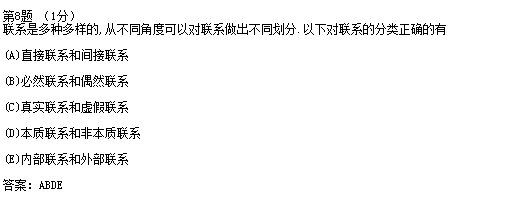 第8题 （1分）
联系是多种多样的,从不同角度可以对联系做出不同划分.以下对联系的分类正确的有
(A)直接联系和间接联系
(B)必然联系和偶然联系
(C)真实联系和虚假联系
(D)本质联系和非本质联系
(E)内部联系和外部联系
答案: ABDE